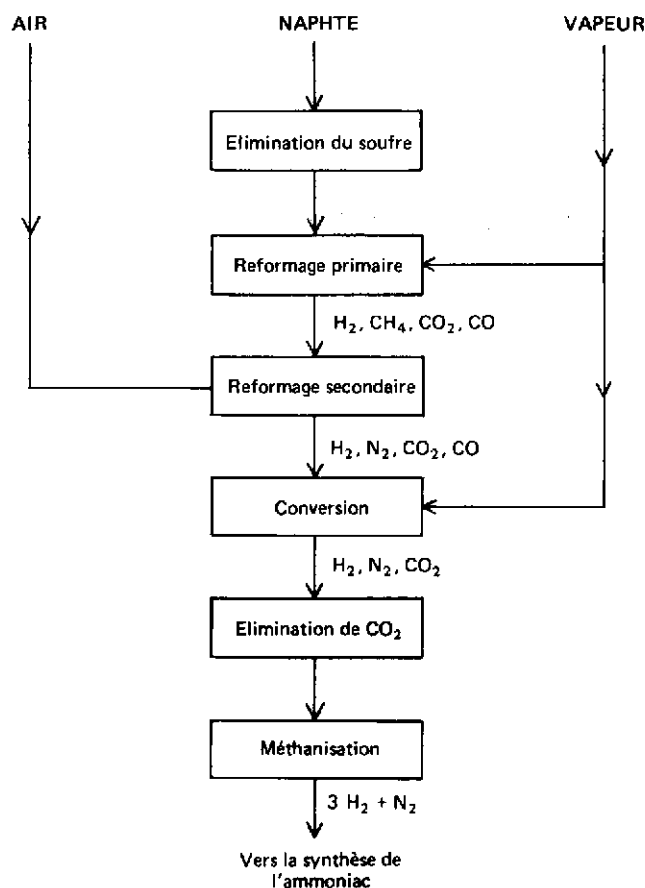 AIR NAPHTE VAPEUR
Elimination du soufre
Reformage primaire
H₂, CH₄, CO₂, CO
Reformage secondaire
H₂, N₂, CO₂, CO
Conversion
H₂, N₂, CO₂
Elimination de CO₂
Méthanisation
3 H₂ + N₂
Vers la synthèse de
l'ammoniac